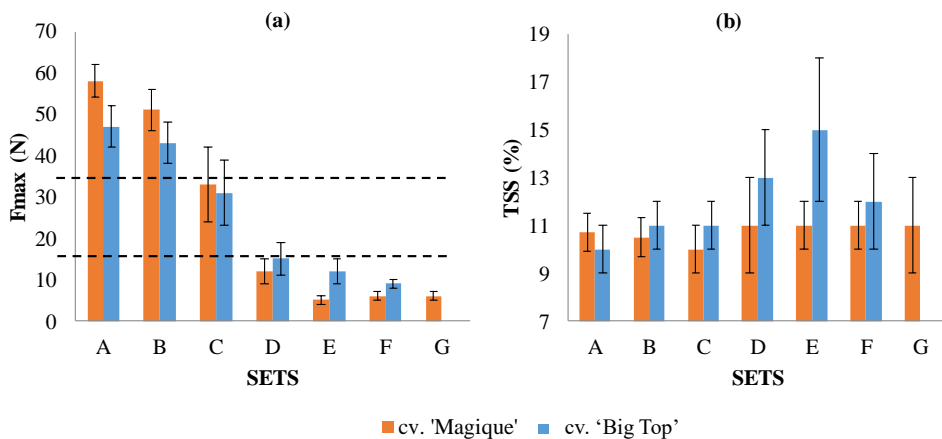 (a)
Fmax (N)
70
60
50
40
30
20
10
0
A B C D E F G
SETS
(b)
TSS (%)
19
17
15
13
11
9
7
A B C D E F G
SETS
cv. 'Magique' cv. ‘Big Top’